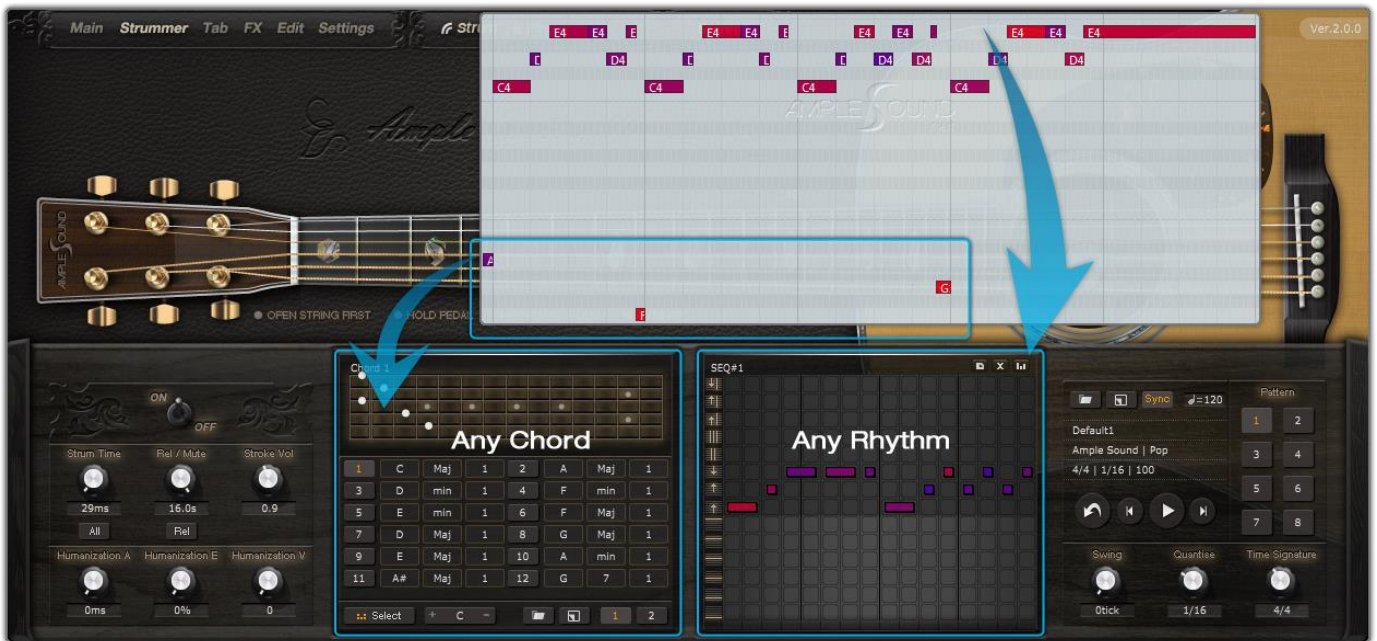 Main Strummer Tab FX Edit Settings
Ver.2.0.0
E4 E4 E E4 E4 E E4 E4 E4 E4 E4
D D4 D D D D4 D4 D4 D4
C4 C4 C4 C4
AMPLE SOUND
Ample
AMPLE SOUND
A
G
F
OPEN STRING FIRST
HOLD PEDAL
ON
OFF
Strum Time Rel / Mute Stroke Vol
29ms 16.0s 0.9
All Rel
Humanization A Humanization E Humanization V
0ms 0% 0
Chord 1
Any Chord
1 C Maj 1 2 A Maj 1
3 D min 1 4 F min 1
5 E min 1 6 F Maj 1
7 D Maj 1 8 G Maj 1
9 E Maj 1 10 A min 1
11 A# Maj 1 12 G 7 1
Select + C - 1 2
SEQ#1 X
Any Rhythm
Sync ♩=120
Default1
Ample Sound | Pop
4/4 | 1/16 | 100
Pattern
1 2
3 4
5 6
7 8
Swing Quantise Time Signature
0tick 1/16 4/4